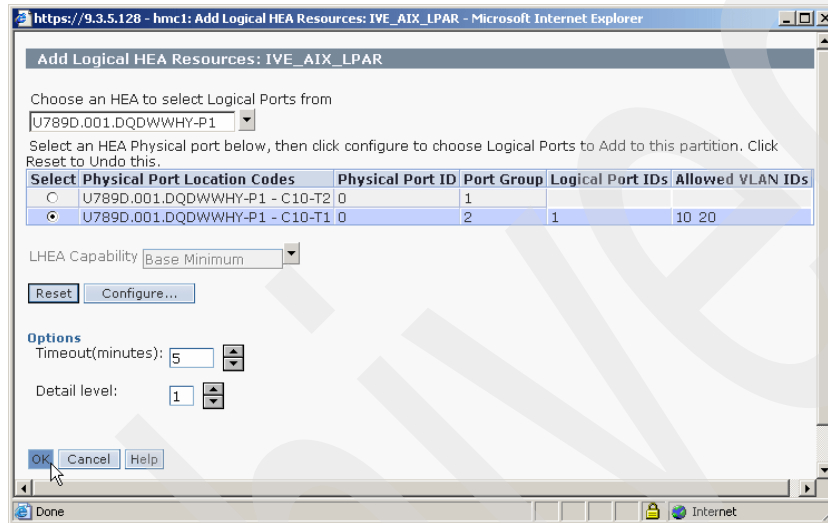 https://9.3.5.128 - hmc1: Add Logical HEA Resources: IVE_AIX_LPAR - Microsoft Internet Explorer
Add Logical HEA Resources: IVE_AIX_LPAR
Choose an HEA to select Logical Ports from
U789D.001.DQDWWHY-P1
Select an HEA Physical port below, then click configure to choose Logical Ports to Add to this partition. Click
Reset to Undo this.
Select Physical Port Location Codes Physical Port ID Port Group Logical Port IDs Allowed VLAN IDs
U789D.001.DQDWWHY-P1 - C10-T2 0 1
U789D.001.DQDWWHY-P1 - C10-T1 0 2 1 10 20
LHEA Capability Base Minimum
Reset Configure...
Options
Timeout(minutes): 5
Detail level: 1
OK Cancel Help
Done Internet